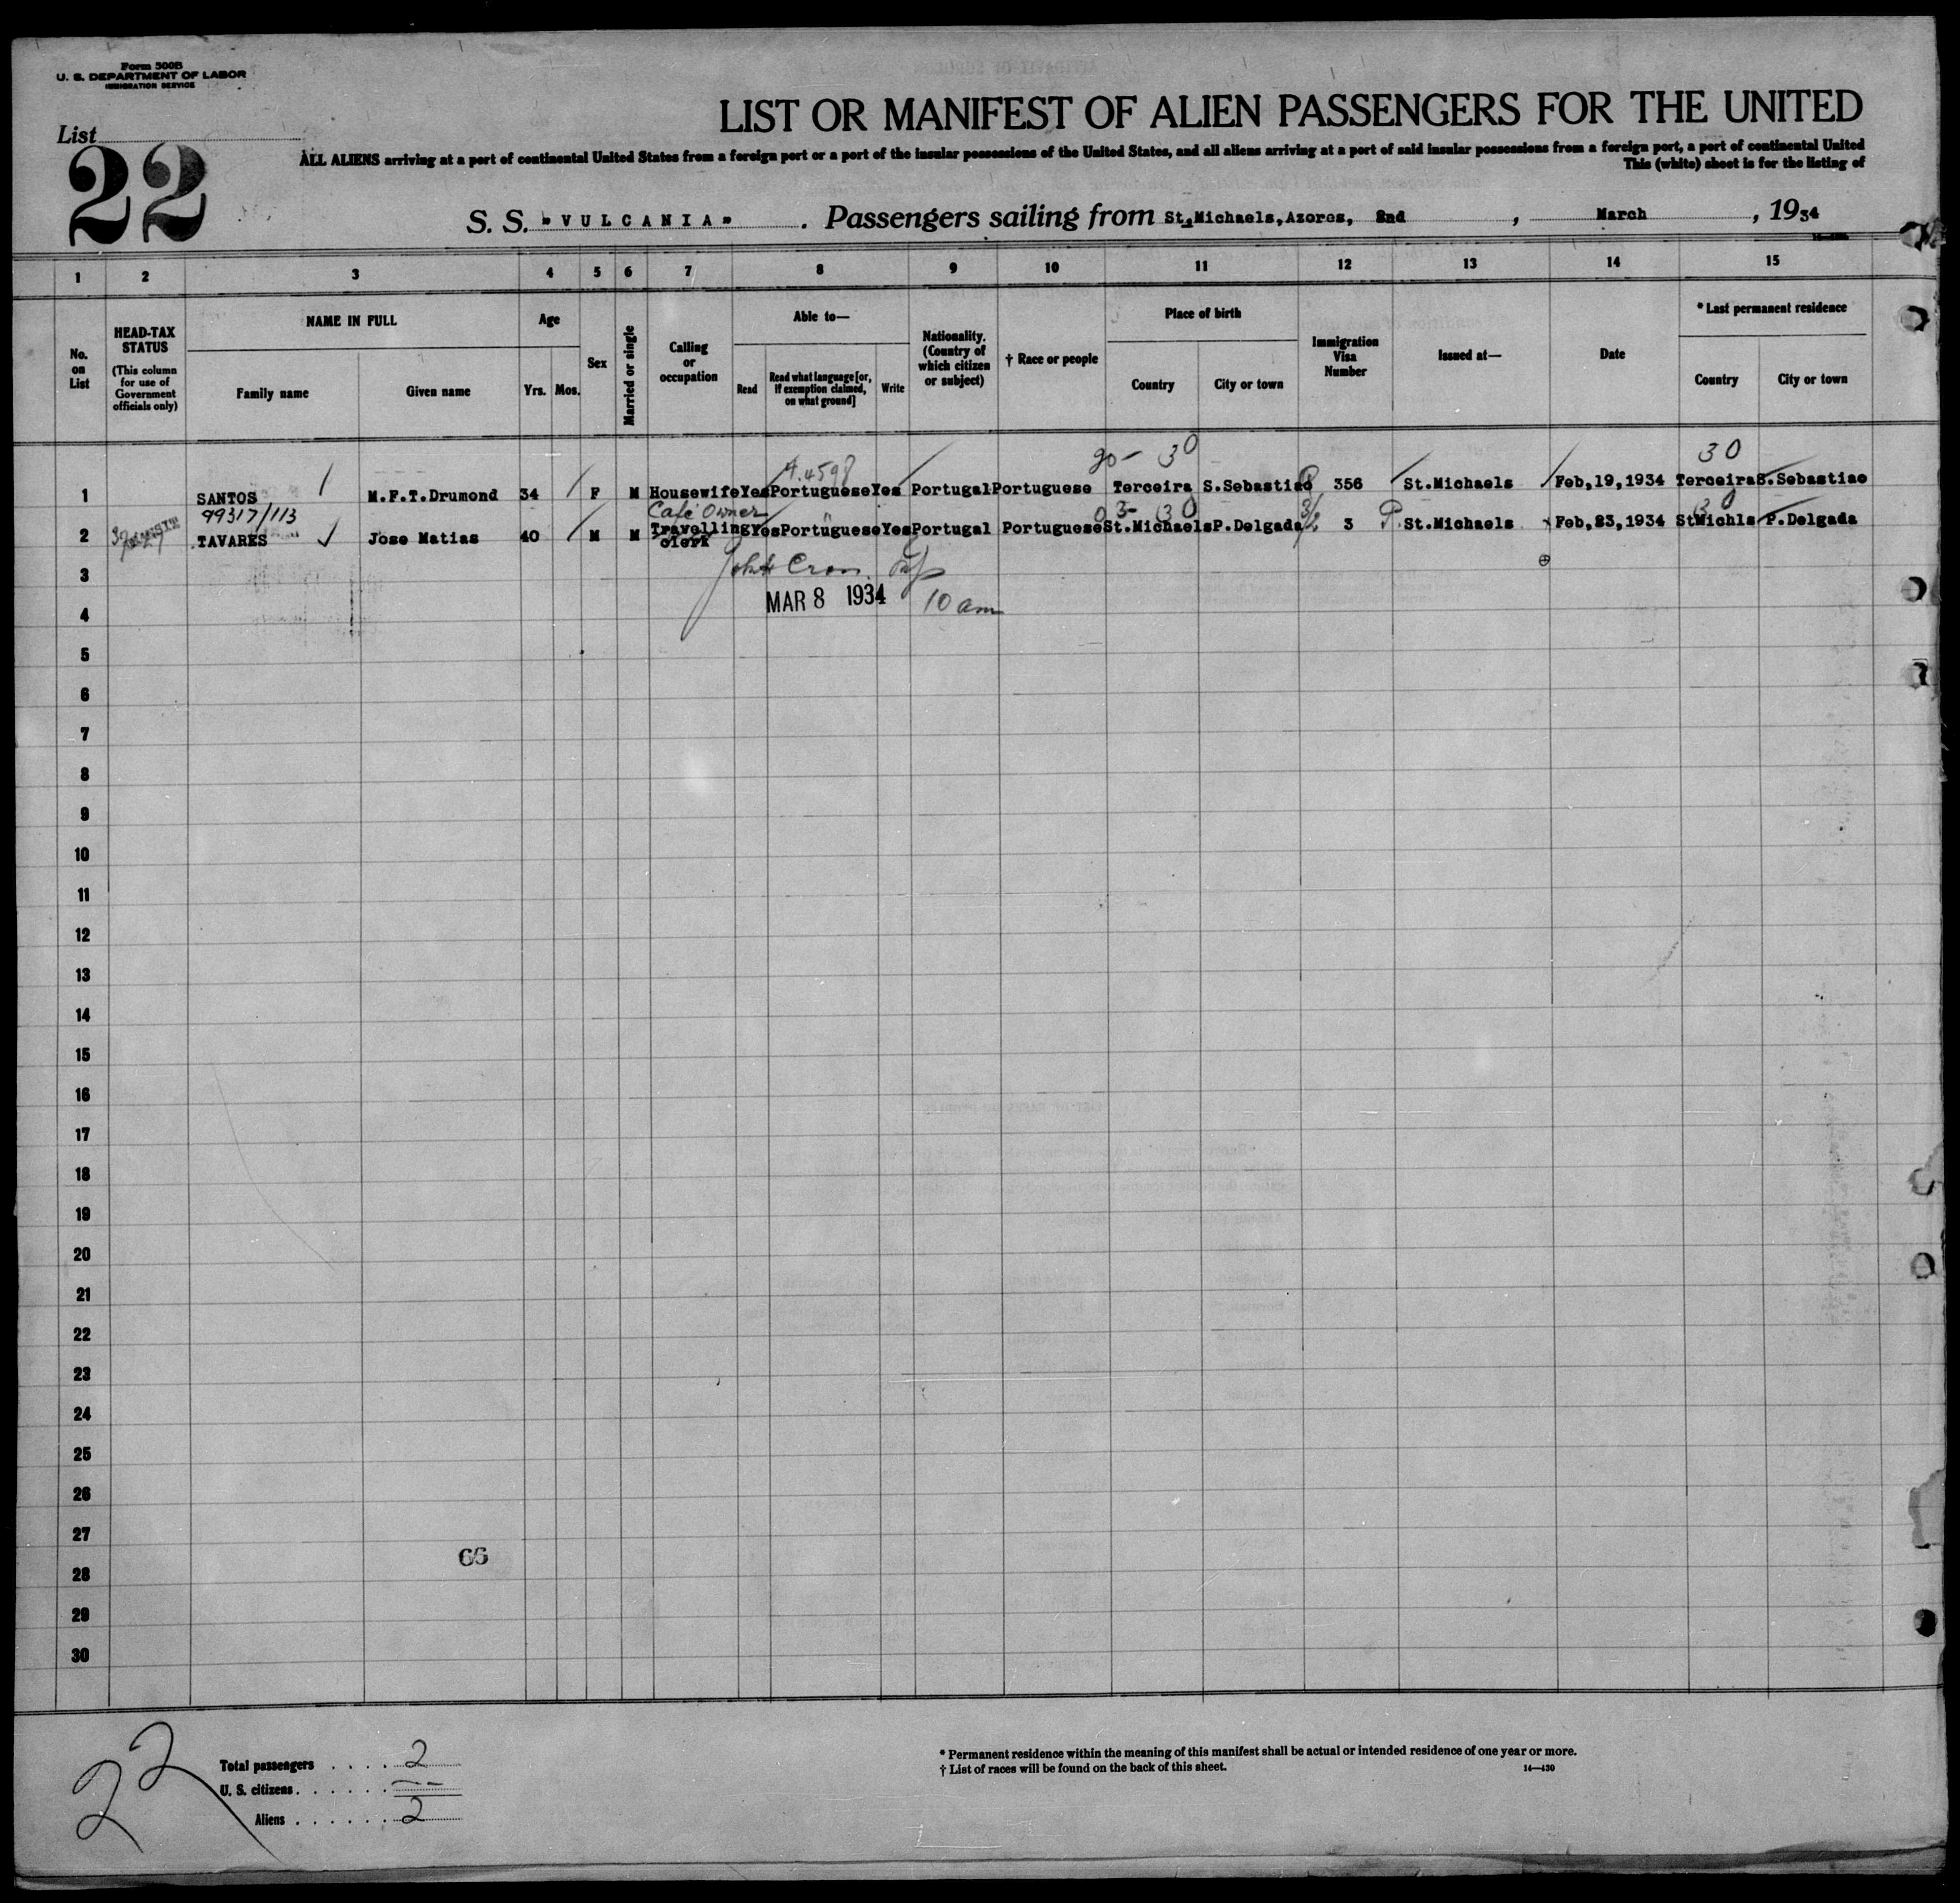 Form 500B
U. S. DEPARTMENT OF LABOR
IMMIGRATION SERVICE
List
22
LIST OR MANIFEST OF ALIEN PASSENGERS FOR THE UNITED
ALL ALIENS arriving at a port of continental United States from a foreign port or a port of the insular possessions of the United States, and all aliens arriving at a port of said insular possessions from a foreign port, a port of continental United
This (white) sheet is for the listing of
S. S. "VULCANIA" . Passengers sailing from St. Michaels, Azores, 2nd , March , 1934
1 2 3 4 5 6 7 8 9 10 11 12 13 14 15
No. on List
HEAD-TAX STATUS (This column for use of Government officials only)
NAME IN FULL
Family name Given name
Age
Yrs. Mos.
Sex
Married or single
Calling or occupation
Able to—
Read Read what language [or, if exemption claimed, on what ground] Write
Nationality. (Country of which citizen or subject)
† Race or people
Place of birth
Country City or town
Immigration Visa Number
Issued at—
Date
* Last permanent residence
Country City or town
30 30
1 SANTOS M.F.T.Drumond 34 F M Housewife Yes Portuguese Yes Portugal Portuguese Terceira S.Sebastiao 356 St.Michaels Feb,19,1934 Terceira S.Sebastiao
99317/113 Café Owner 30 30
2 TRANSIT TAVARES Jose Matias 40 M M Travelling clerk Yes Portuguese Yes Portugal Portuguese St.Michaels P.Delgada 3 P St.Michaels Feb,23,1934 StMichls P.Delgada
3
MAR 8 1934 10 am
4
5
6
7
8
9
10
11
12
13
14
15
16
17
18
19
20
21
22
23
24
25
26
27
66
28
29
30
22
Total passengers . . . . 2
U. S. citizens . . . . . . --
Aliens . . . . . . 2
* Permanent residence within the meaning of this manifest shall be actual or intended residence of one year or more.
† List of races will be found on the back of this sheet. 14—430